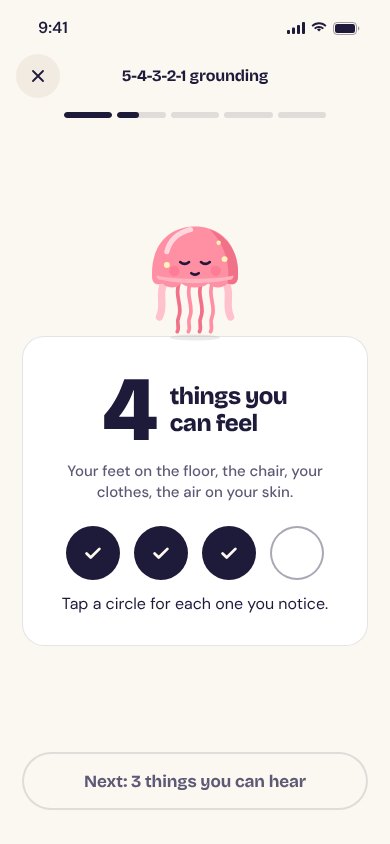 9:41
5-4-3-2-1 grounding
4
things you
can feel
Your feet on the floor, the chair, your
clothes, the air on your skin.
Tap a circle for each one you notice.
Next: 3 things you can hear